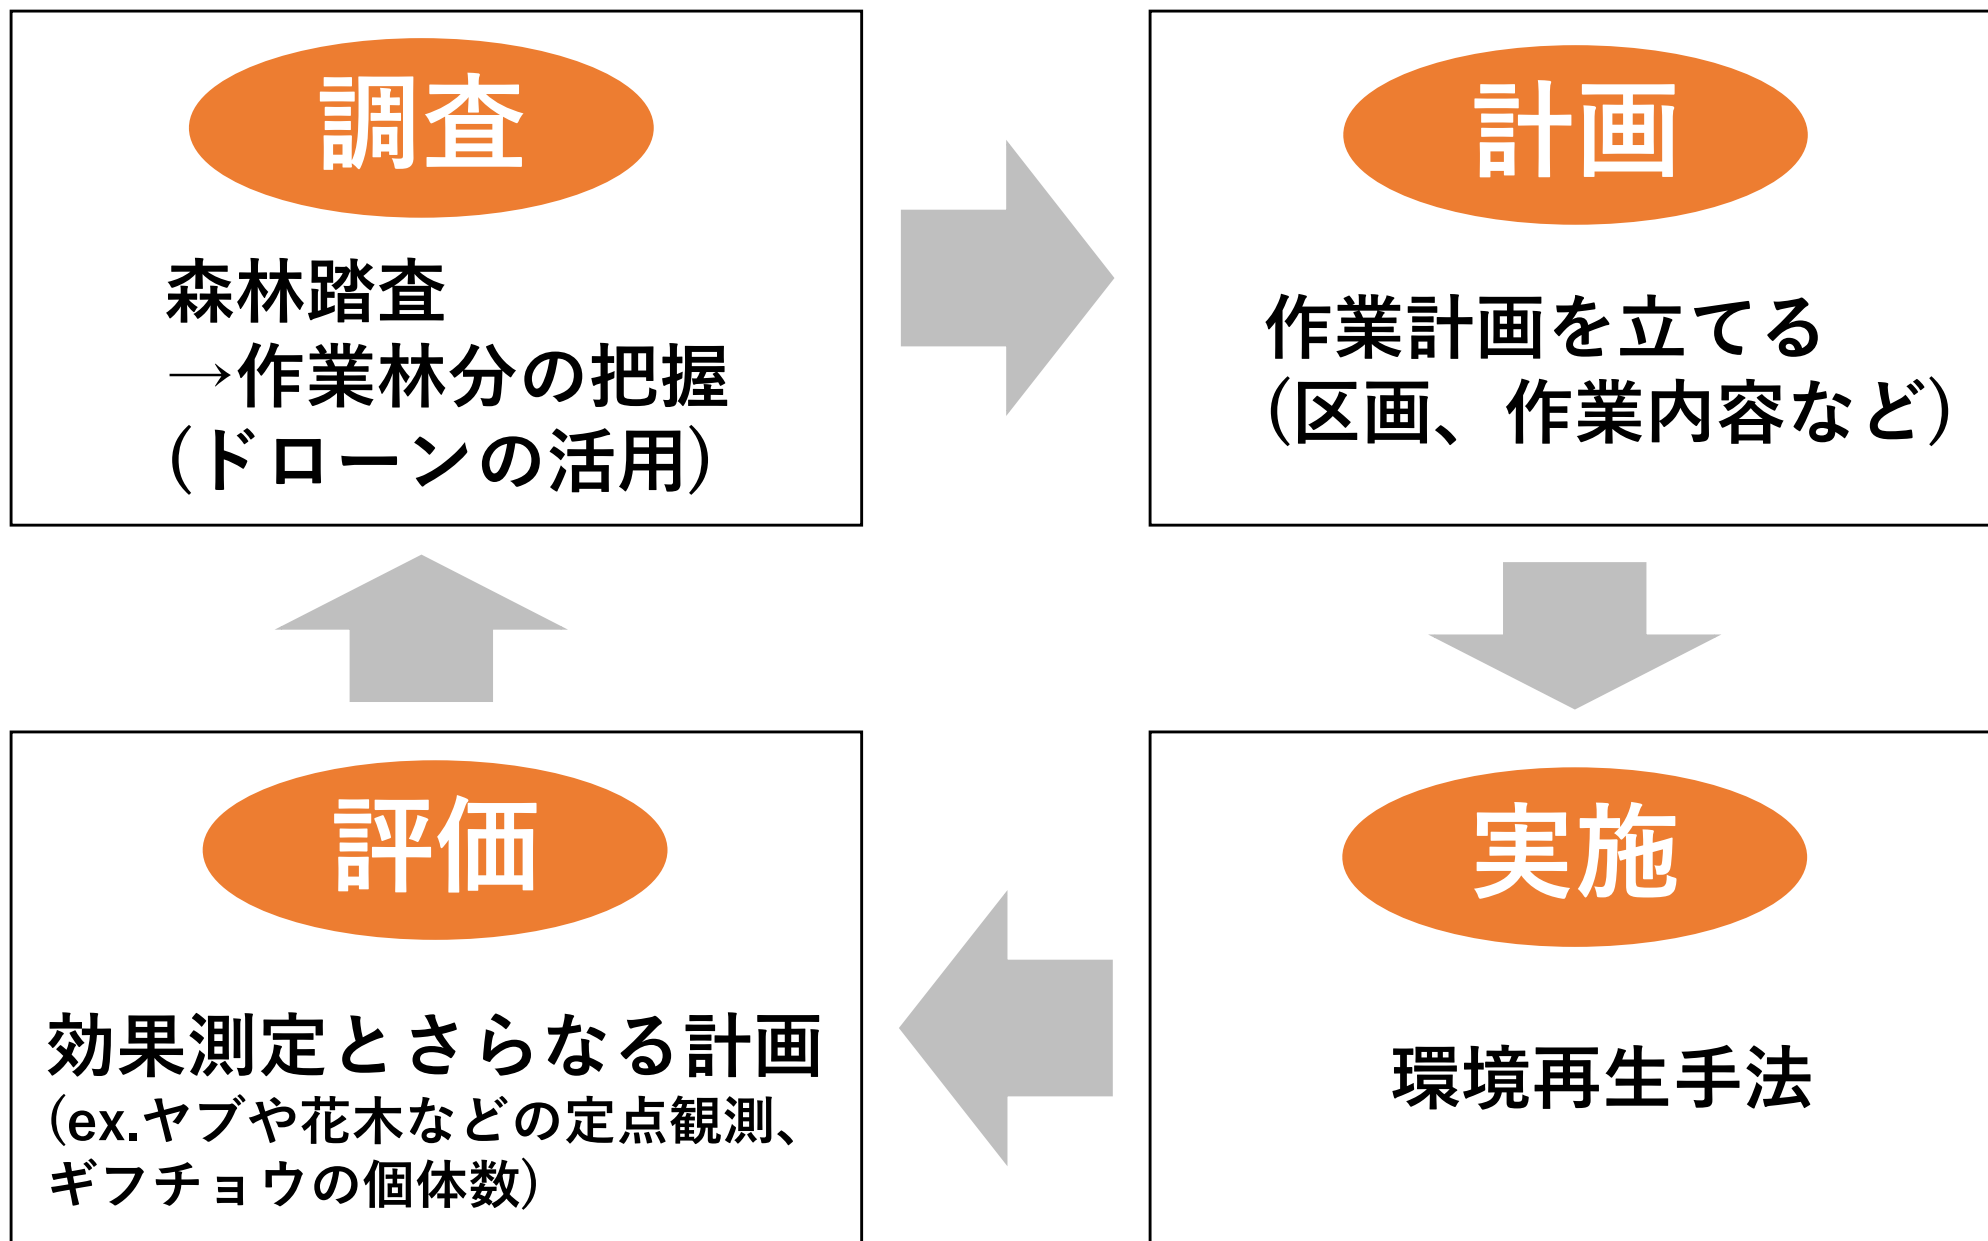 調査
森林踏査
→作業林分の把握
（ドローンの活用）
計画
作業計画を立てる
（区画、作業内容など）
実施
環境再生手法
評価
効果測定とさらなる計画
（ex.ヤブや花木などの定点観測、
ギフチョウの個体数）